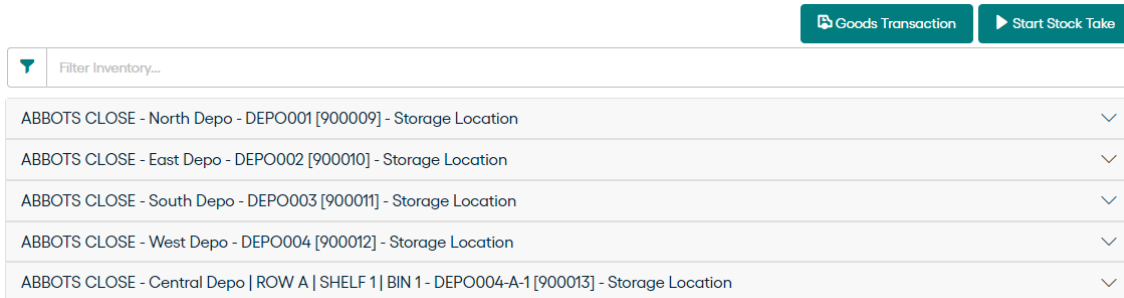 Goods Transaction
Start Stock Take
Filter Inventory...
ABBOTS CLOSE - North Depo - DEPO001 [900009] - Storage Location
ABBOTS CLOSE - East Depo - DEPO002 [900010] - Storage Location
ABBOTS CLOSE - South Depo - DEPO003 [900011] - Storage Location
ABBOTS CLOSE - West Depo - DEPO004 [900012] - Storage Location
ABBOTS CLOSE - Central Depo | ROW A | SHELF 1 | BIN 1 - DEPO004-A-1 [900013] - Storage Location